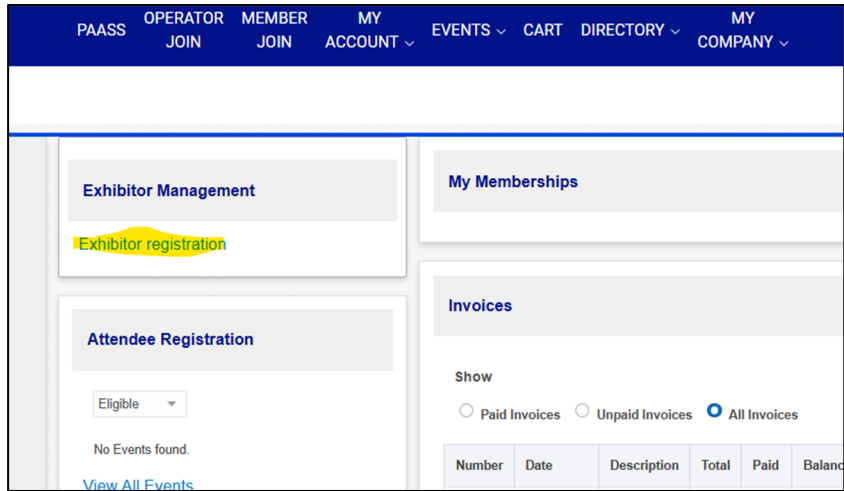 PAASS
OPERATOR
JOIN
MEMBER
JOIN
MY
ACCOUNT
EVENTS
CART
DIRECTORY
MY
COMPANY
Exhibitor Management
Exhibitor registration
Attendee Registration
Eligible
No Events found.
View All Events
My Memberships
Invoices
Show
Paid Invoices Unpaid Invoices All Invoices
Number Date Description Total Paid Balanc